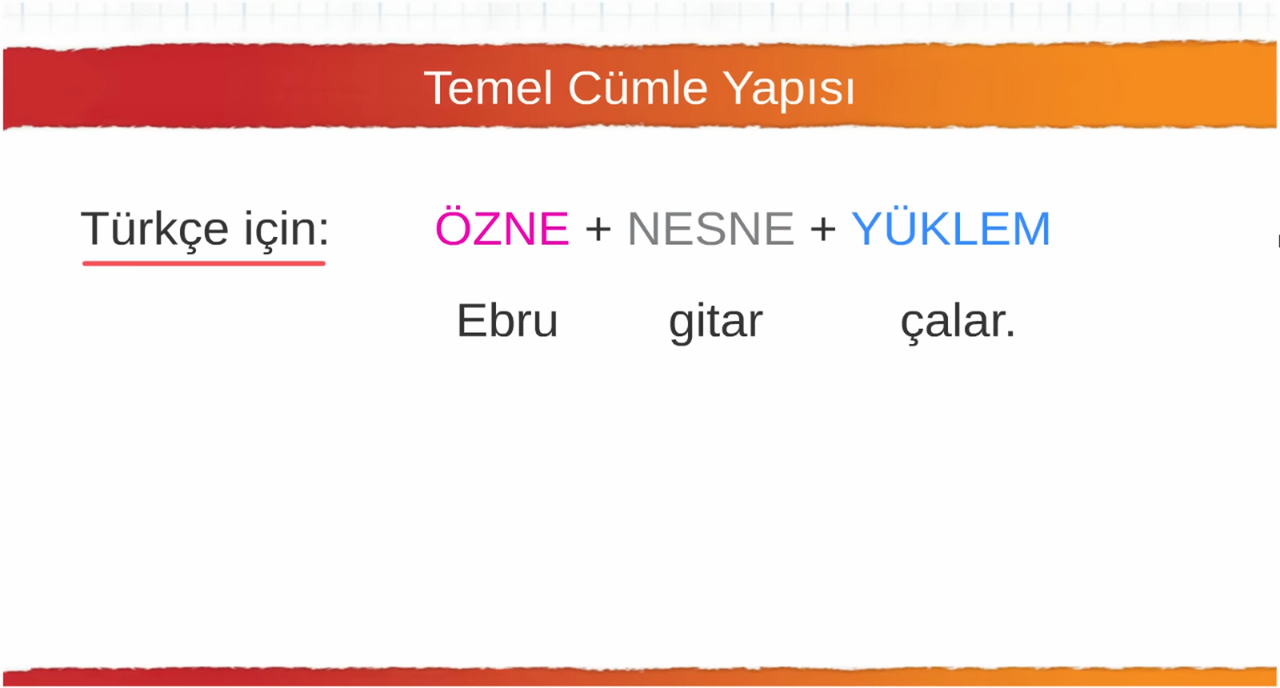 Temel Cümle Yapısı
Türkçe için: ÖZNE + NESNE + YÜKLEM
Ebru gitar çalar.